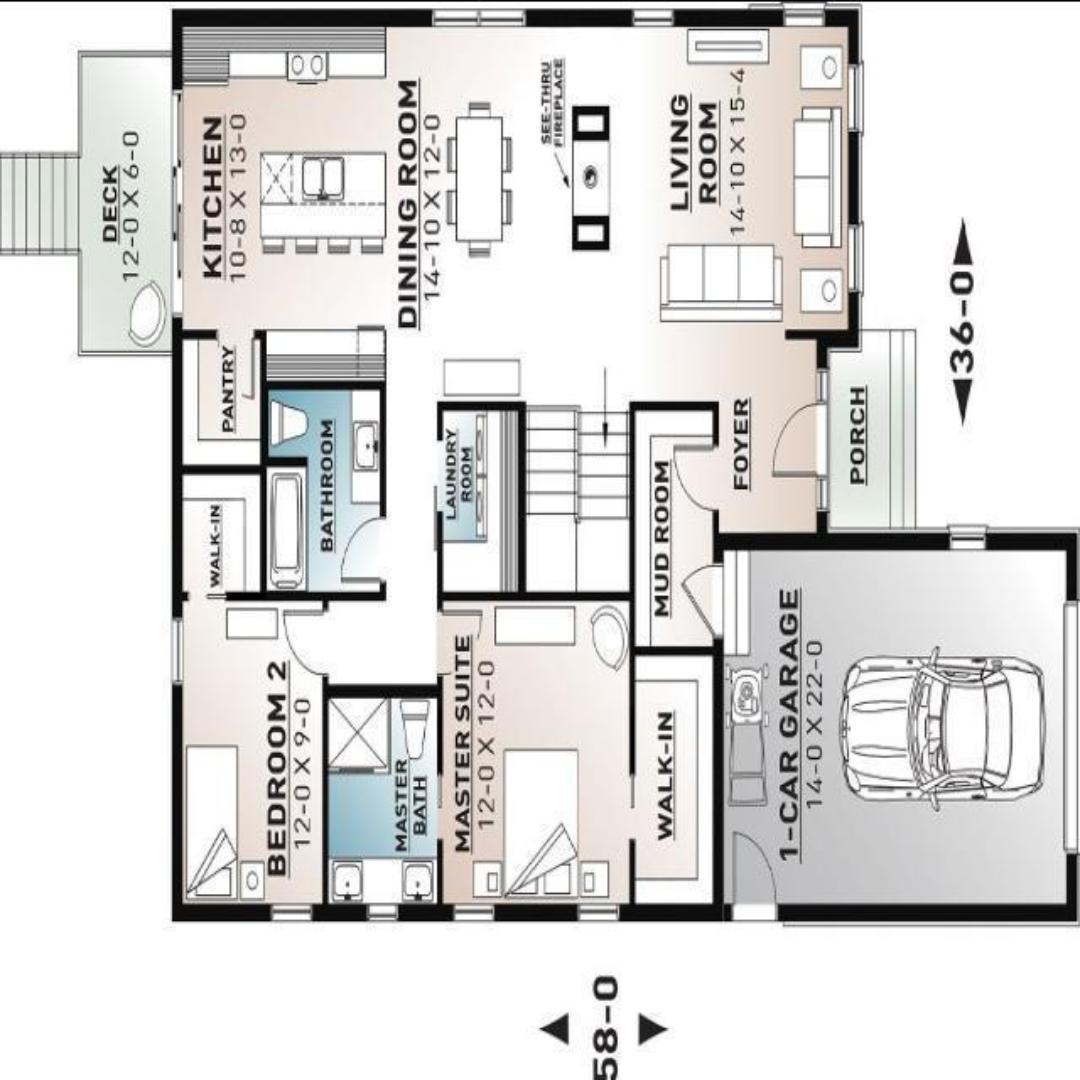 DECK
12-0 X 6-0
KITCHEN
10-8 X 13-0
DINING ROOM
14-10 X 12-0
SEE-THRU
FIREPLACE
LIVING
ROOM
14-10 X 15-4
36-0
PANTRY
BATHROOM
LAUNDRY
ROOM
FOYER
PORCH
WALK-IN
MUD ROOM
BEDROOM 2
12-0 X 9-0
MASTER
BATH
MASTER SUITE
12-0 X 12-0
WALK-IN
1-CAR GARAGE
14-0 X 22-0
58-0